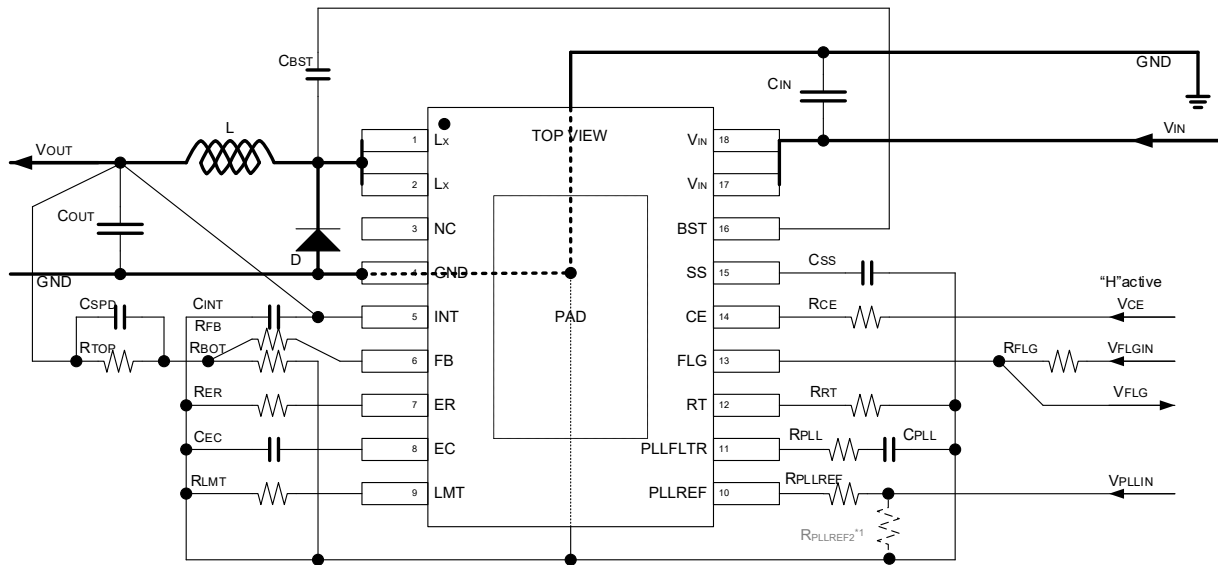 CBST
GND
CIN
L
TOP VIEW
VOUT
1
LX
VIN
18
VIN
2
LX
VIN
17
COUT
3
NC
BST
16
D
GND
4
GND
SS
15
CSS
"H"active
CSPD
CINT
5
INT
PAD
CE
14
RCE
VCE
RFB
RTOP
RBOT
6
FB
FLG
13
RFLG
VFLGIN
RER
7
ER
RT
12
RRT
VFLG
CEC
8
EC
PLLFLTR
11
RPLL
CPLL
RLMT
9
LMT
PLLREF
10
RPLLREF
VPLLIN
RPLLREF2*1